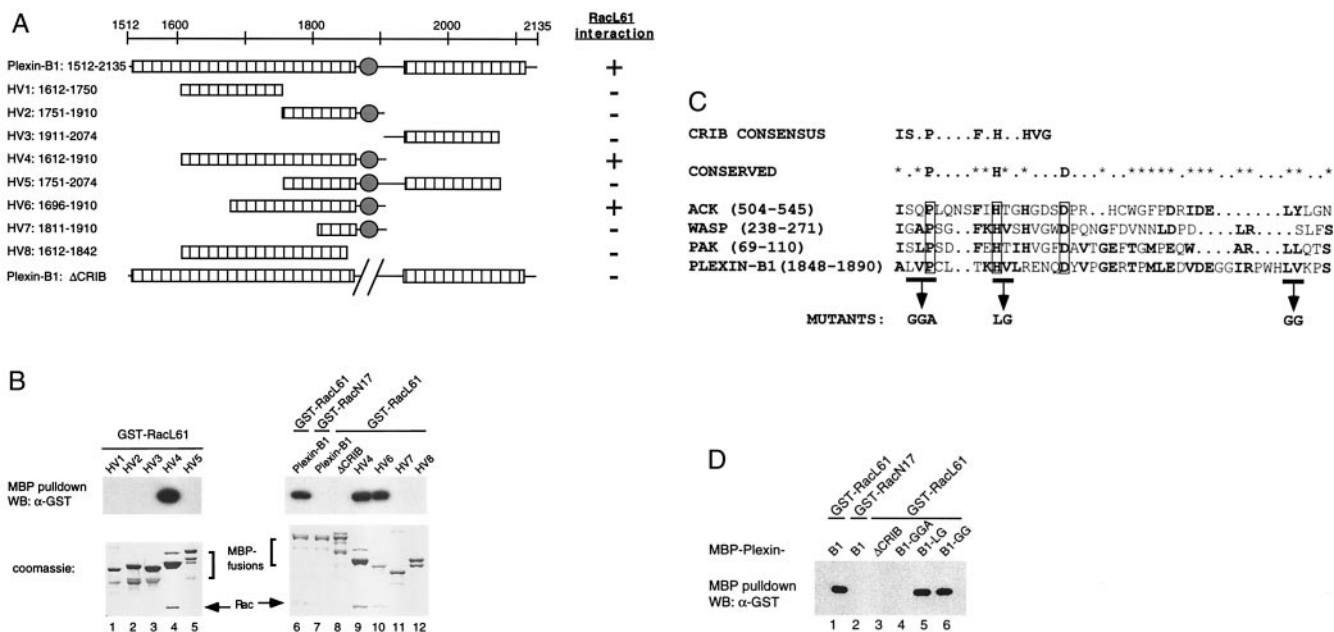 A
1512 1600 1800 2000 2135
RacL61
interaction
Plexin-B1: 1512-2135 +
HV1: 1612-1750 -
HV2: 1751-1910 -
HV3: 1911-2074 -
HV4: 1612-1910 +
HV5: 1751-2074 -
HV6: 1696-1910 +
HV7: 1811-1910 -
HV8: 1612-1842 -
Plexin-B1: ΔCRIB -
B
GST-RacL61
HV1 HV2 HV3 HV4 HV5
MBP pulldown
WB: α-GST
coomassie:
1 2 3 4 5
MBP-
fusions
Rac
GST-RacL61 GST-RacN17 GST-RacL61
Plexin-B1 Plexin-B1 ΔCRIB HV4 HV6 HV7 HV8
6 7 8 9 10 11 12
C
CRIB CONSENSUS IS.P....F.H..HVG
CONSERVED *.*P....**H*..*....D....*...*****.*.......**.*
ACK (504-545) ISQPLQNSFIHTGHGDSDPR..HCWGFPDRIDE......LYLGN
WASP (238-271) IGAPSG..FKHVSHVGWDPQNGFDVNNLDPD....LR...SLFS
PAK (69-110) ISLPSD..FEHTIHVGFDAVTGEFTGMPEQW....AR..LLQTS
PLEXIN-B1(1848-1890) ALVPCL..TKHVLRENQDYVPGERTPMLEDVDEGGIRPWHLVKPS
MUTANTS: GGA LG GG
D
GST-RacL61 GST-RacN17 GST-RacL61
MBP-Plexin- B1 B1 ΔCRIB B1-GGA B1-LG B1-GG
MBP pulldown
WB: α-GST
1 2 3 4 5 6